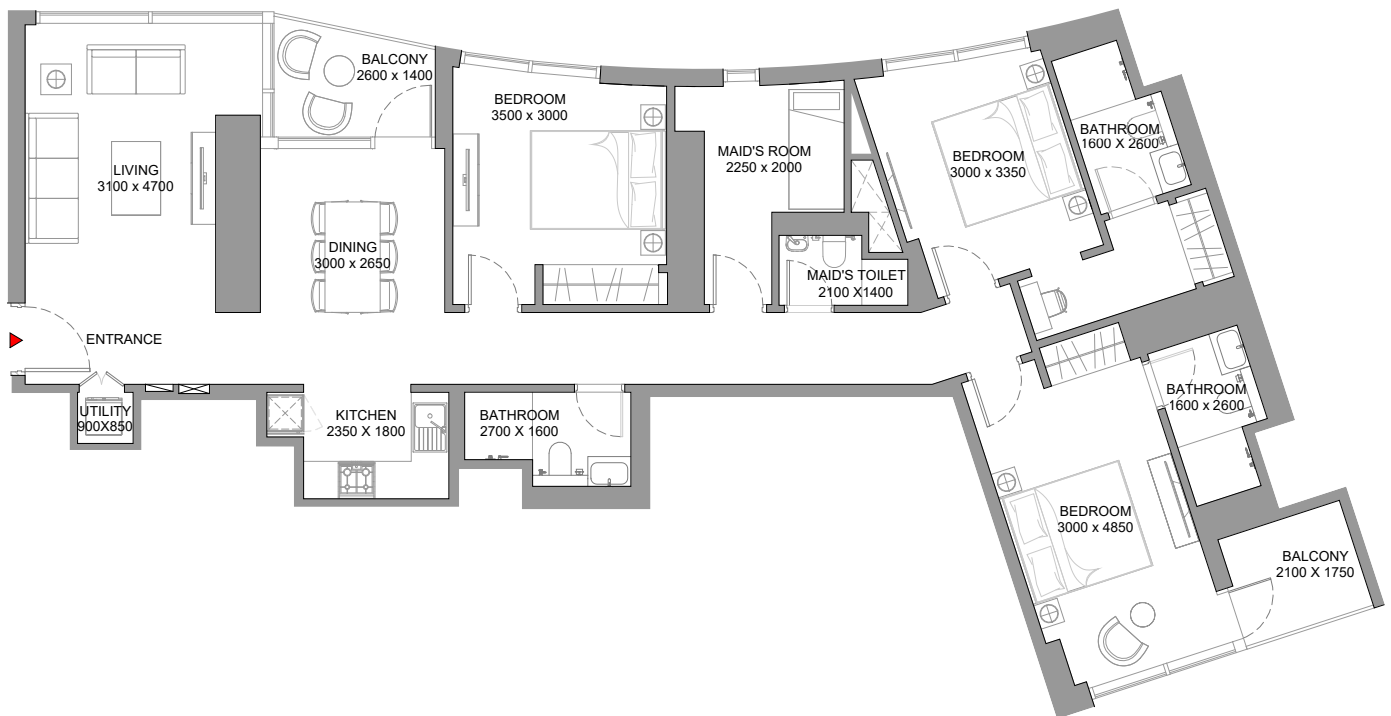 BALCONY
2600 x 1400
BEDROOM
3500 x 3000
MAID'S ROOM
2250 x 2000
BEDROOM
3000 x 3350
BATHROOM
1600 X 2600
LIVING
3100 x 4700
DINING
3000 x 2650
MAID'S TOILET
2100 X1400
ENTRANCE
UTILITY
900X850
KITCHEN
2350 X 1800
BATHROOM
2700 X 1600
BATHROOM
1600 x 2600
BEDROOM
3000 x 4850
BALCONY
2100 X 1750